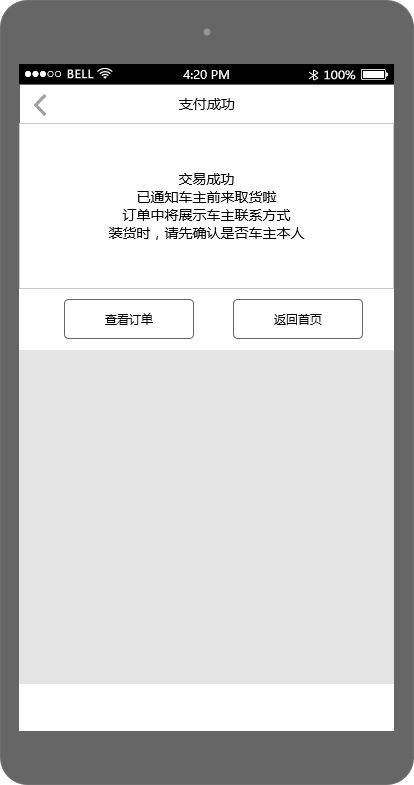 BELL 4:20 PM 100%
支付成功
交易成功
已通知车主前来取货啦
订单中将展示车主联系方式
装货时，请先确认是否车主本人
查看订单 返回首页